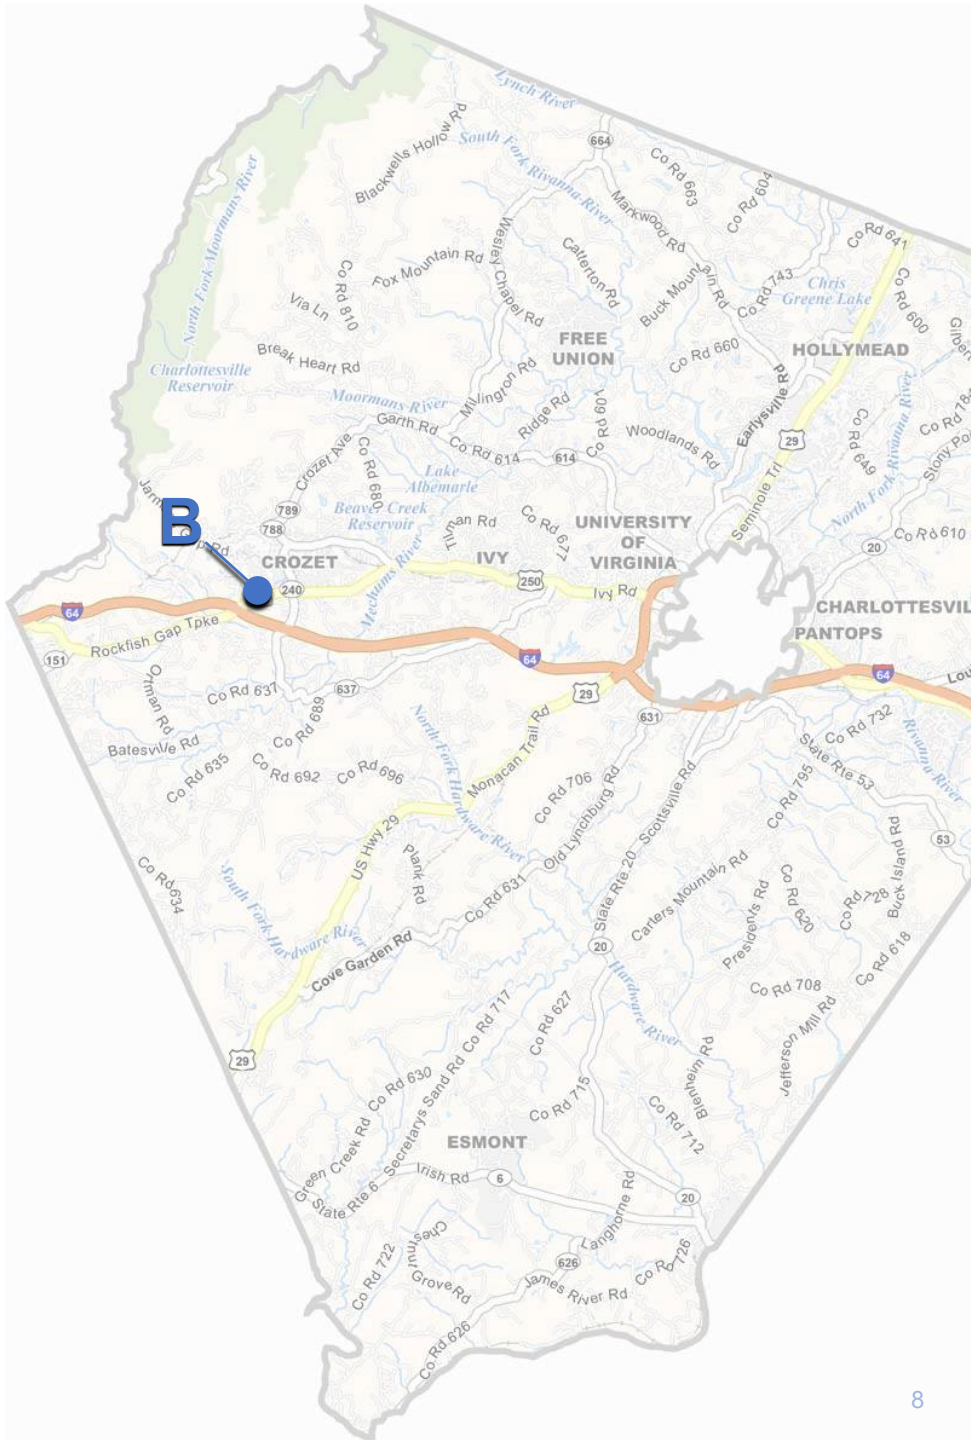 Lynch River
South Fork Rivanna River
664
Co Rd 663
Co Rd 604
Blackwells Hollow Rd
Markwood Rd
Co Rd 641
North Fork Moormans River
Wesley Chapel Rd
Catterton Rd
Buck Mountain Rd
Co Rd 743
Chris
Greene Lake
Co Rd 600
Fox Mountain Rd
Co Rd 810
Via Ln
FREE
UNION
Co Rd 660
HOLLYMEAD
Break Heart Rd
Charlottesville
Reservoir
Millington Rd
Earlysville Rd
Moormans River
Ridge Rd
Co Rd 601
Garth Rd
Co Rd 614
614
Woodlands Rd
29
Co Rd 649
North Fork Rivanna River
Co Rd 784
Stony Po
Crozet Ave
Co Rd 680
Lake
Albemarle
Seminole Trl
B
789
788
Beaver Creek
Reservoir
Co Rd 677
UNIVERSITY
OF
VIRGINIA
20
Co Rd 610
CROZET
IVY
250
Ivy Rd
240
Mechums River
64
CHARLOTTESVIL
PANTOPS
Rockfish Gap Tpke
151
64
64
Lou
29
Ortman Rd
Co Rd 637
637
Co Rd 689
631
Co Rd 732
Rivanna River
Batesville Rd
Co Rd 635
Co Rd 692
Co Rd 696
North Fork Hardware River
Monacan Trail Rd
Co Rd 706
Old Lynchburg Rd
Scottsville Rd
State Rte 20
Co Rd 795
State Rte 53
53
US Hwy 29
Plank Rd
Co Rd 631
Carters Mountain Rd
Presidents Rd
Co Rd 620
Co Rd 728
Buck Island Rd
Co Rd 634
South Fork Hardware River
Cove Garden Rd
20
Co Rd 618
Hardware River
Co Rd 708
Jefferson Mill Rd
29
Co Rd 717
Co Rd 627
Secretarys Sand Rd
Co Rd 630
Co Rd 715
Blenheim Rd
Co Rd 712
Green Creek Rd
ESMONT
State Rte 6
Irish Rd
6
20
Langhorne Rd
Chestnut Grove Rd
Co Rd 722
626
James River Rd
Co Rd 726
Co Rd 626
8